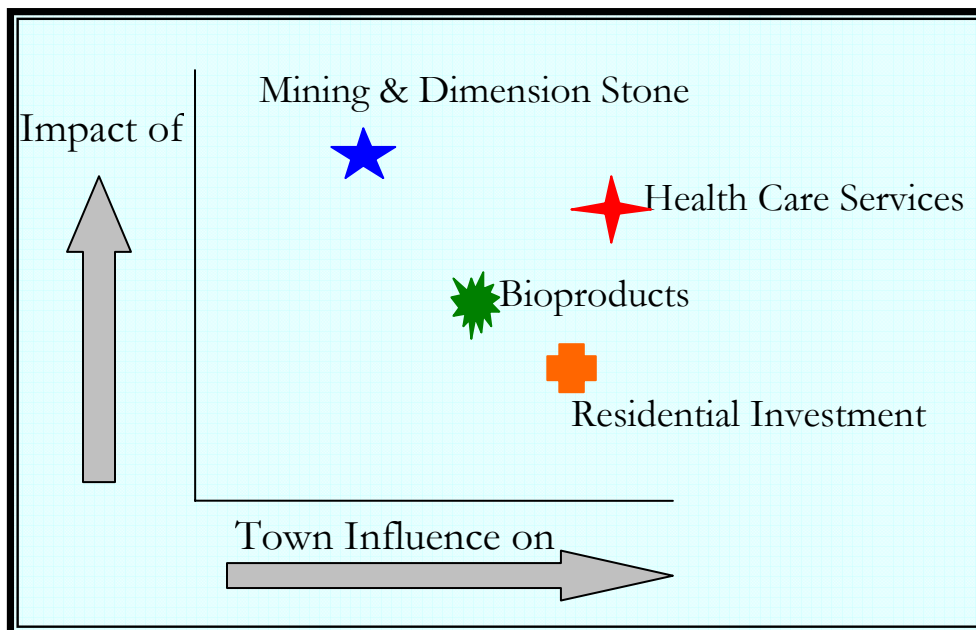 Mining & Dimension Stone
Impact of
Health Care Services
Bioproducts
Residential Investment
Town Influence on